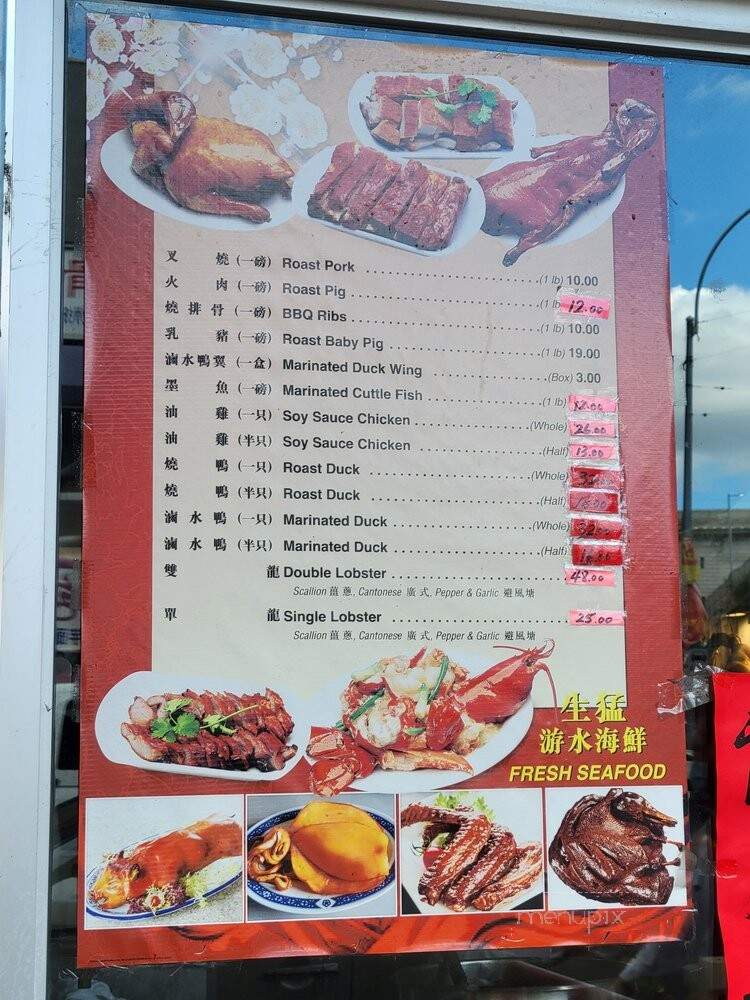 叉燒 (一磅) Roast Pork (1 lb) 10.00
火肉 (一磅) Roast Pig (1 lb 12.00
燒排骨 (一磅) BBQ Ribs (1 lb) 10.00
乳豬 (一磅) Roast Baby Pig (1 lb) 19.00
滷水鴨翼 (一盒) Marinated Duck Wing (Box) 3.00
墨魚 (一磅) Marinated Cuttle Fish (1 lb) 12.00
油雞 (一只) Soy Sauce Chicken (Whole) 26.00
油雞 (半只) Soy Sauce Chicken (Half) 13.00
燒鴨 (一只) Roast Duck (Whole)
燒鴨 (半只) Roast Duck (Half)
滷水鴨 (一只) Marinated Duck (Whole)
滷水鴨 (半只) Marinated Duck (Half)
雙龍 Double Lobster 48.00
Scallion 薑蔥, Cantonese 廣式, Pepper & Garlic 避風塘
單龍 Single Lobster 25.00
Scallion 薑蔥, Cantonese 廣式, Pepper & Garlic 避風塘
生猛
游水海鮮
FRESH SEAFOOD
menupix